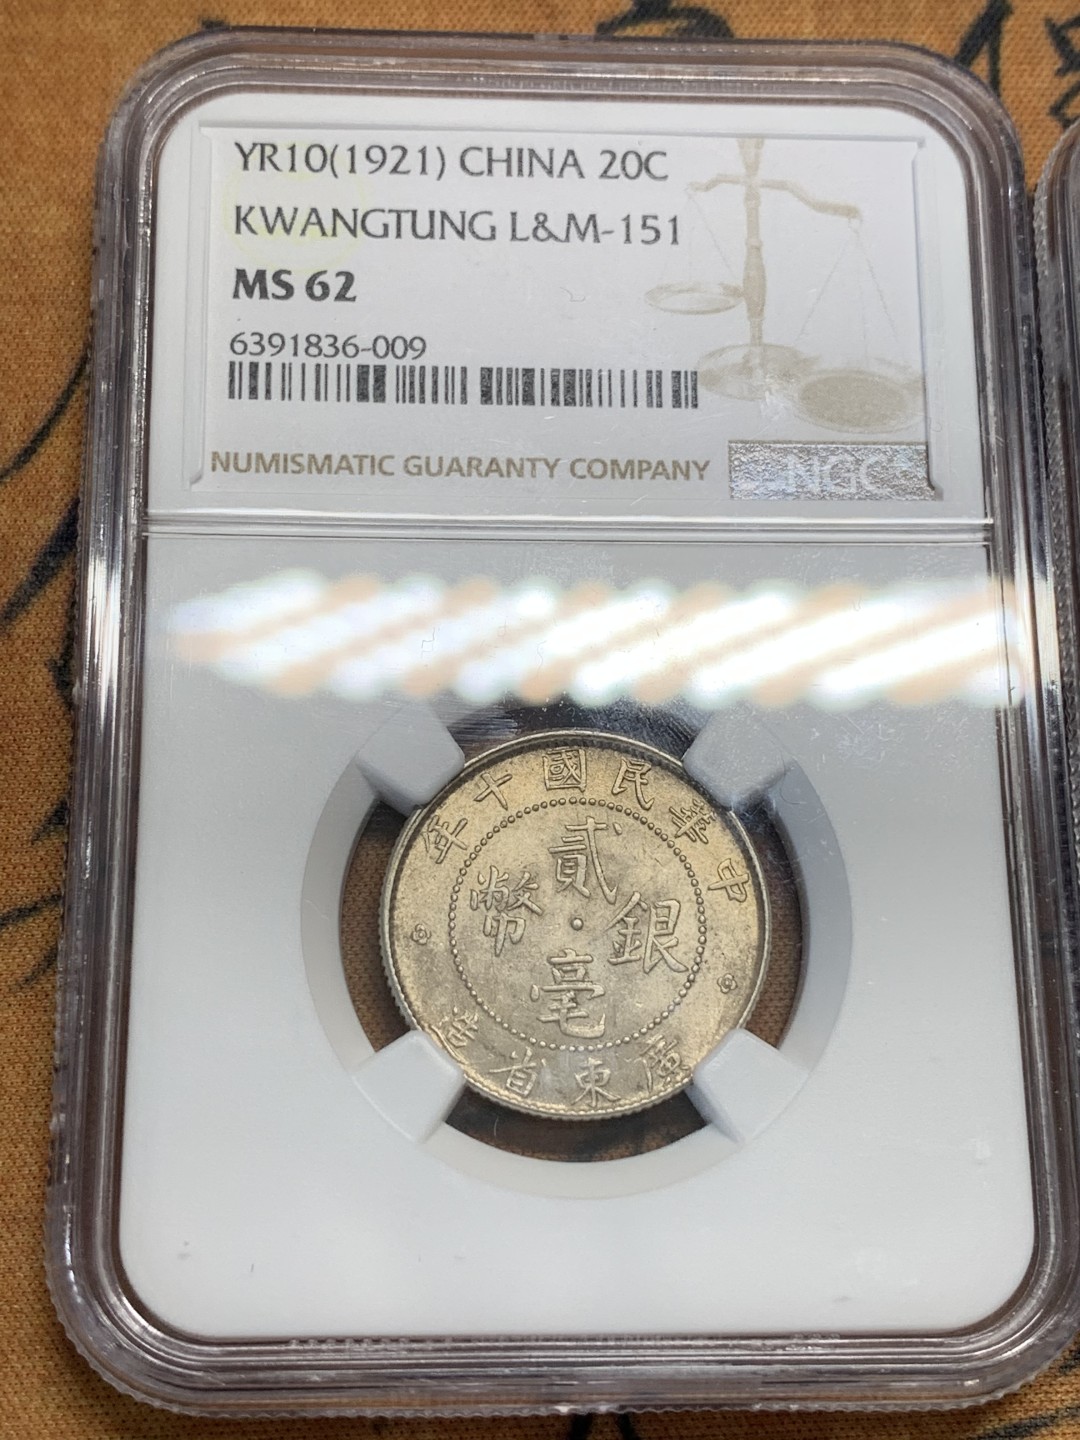 YR10(1921) CHINA 20C
KWANGTUNG L&M-151
MS 62
6391836-009
NUMISMATIC GUARANTY COMPANY
NGC
中華民國十年
貳毫銀幣
廣東省造